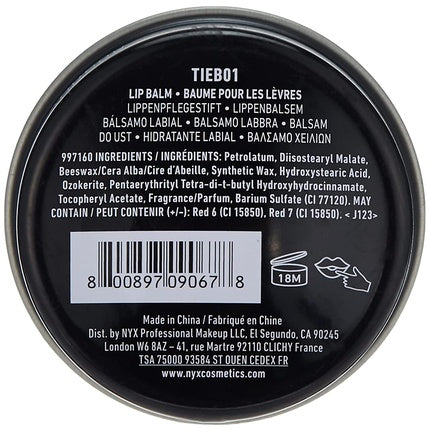 TIEB01
LIP BALM • BAUME POUR LES LÈVRES
LIPPENPFLEGESTIFT • LIPPENBALSEM
BÁLSAMO LABIAL • BALSAMO LABBRA • BALSAM
DO UST • HIDRATANTE LABIAL • ΒΑΛΣΑΜΟ ΧΕΙΛΙΩΝ
997160 INGREDIENTS / INGRÉDIENTS: Petrolatum, Diisostearyl Malate,
Beeswax/Cera Alba/Cire d'Abeille, Synthetic Wax, Hydroxystearic Acid,
Ozokerite, Pentaerythrityl Tetra-di-t-butyl Hydroxyhydrocinnamate,
Tocopheryl Acetate, Fragrance/Parfum, Barium Sulfate (CI 77120). MAY
CONTAIN / PEUT CONTENIR (+/-): Red 6 (CI 15850), Red 7 (CI 15850). < J123>
8 00897 09067 8
18M
Made in China / Fabriqué en Chine
Dist. by NYX Professional Makeup LLC, El Segundo, CA 90245
London W6 8AZ – 41, rue Martre 92110 CLICHY France
TSA 75000 93584 ST OUEN CEDEX FR
www.nyxcosmetics.com